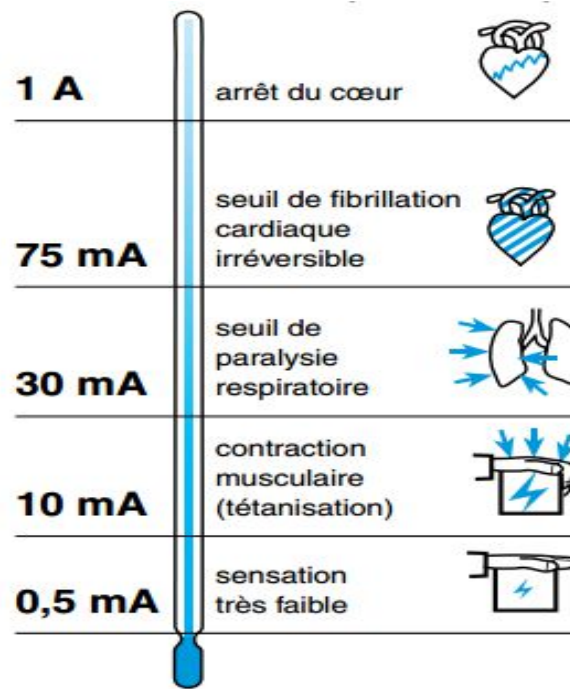 1 A
arrêt du cœur
seuil de fibrillation
cardiaque
75 mA
irréversible
seuil de
paralysie
30 mA
respiratoire
contraction
musculaire
10 mA
(tétanisation)
sensation
0,5 mA
très faible